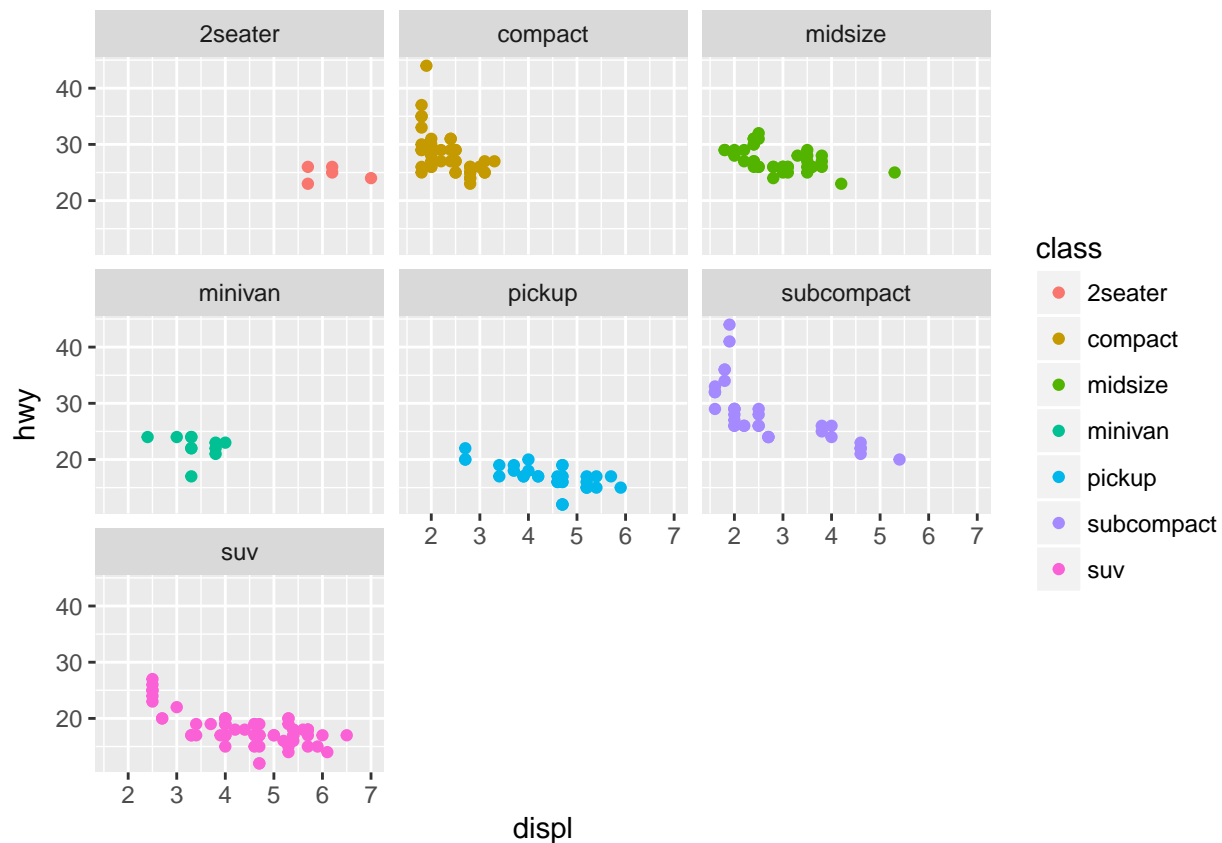 2seater compact midsize
40
30
20
minivan pickup subcompact
40
30
20
2 3 4 5 6 7 2 3 4 5 6 7
suv
40
30
20
2 3 4 5 6 7
displ
hwy
class
2seater
compact
midsize
minivan
pickup
subcompact
suv